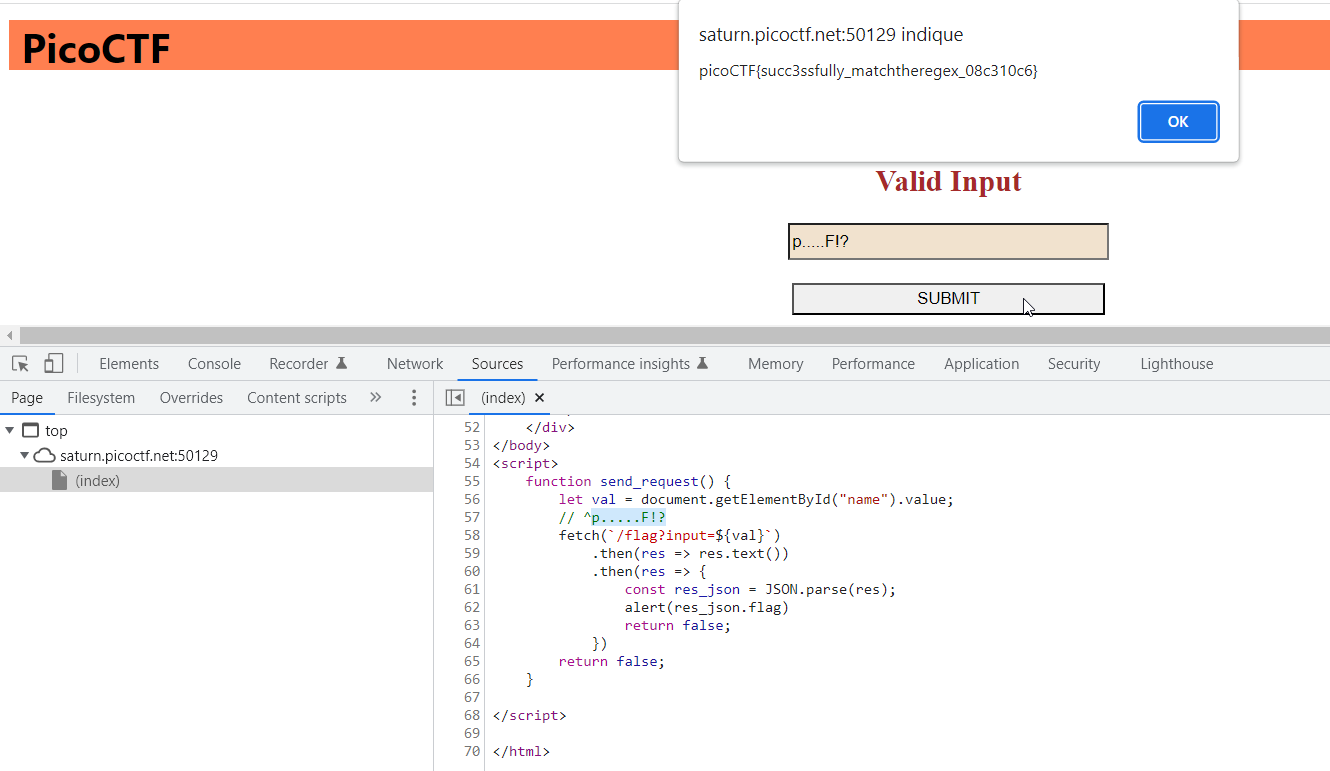 PicoCTF
saturn.picoctf.net:50129 indique
picoCTF{succ3ssfully_matchtheregex_08c310c6}
OK
Valid Input
p.....F!?
SUBMIT
Elements Console Recorder Network Sources Performance insights Memory Performance Application Security Lighthouse
Page Filesystem Overrides Content scripts » (index) ×
top
saturn.picoctf.net:50129
(index)
52     </div>
53 </body>
54 <script>
55     function send_request() {
56         let val = document.getElementById("name").value;
57         // ^p.....F!?
58         fetch(`/flag?input=${val}`)
59             .then(res => res.text())
60             .then(res => {
61                 const res_json = JSON.parse(res);
62                 alert(res_json.flag)
63                 return false;
64             })
65         return false;
66     }
67
68 </script>
69
70 </html>